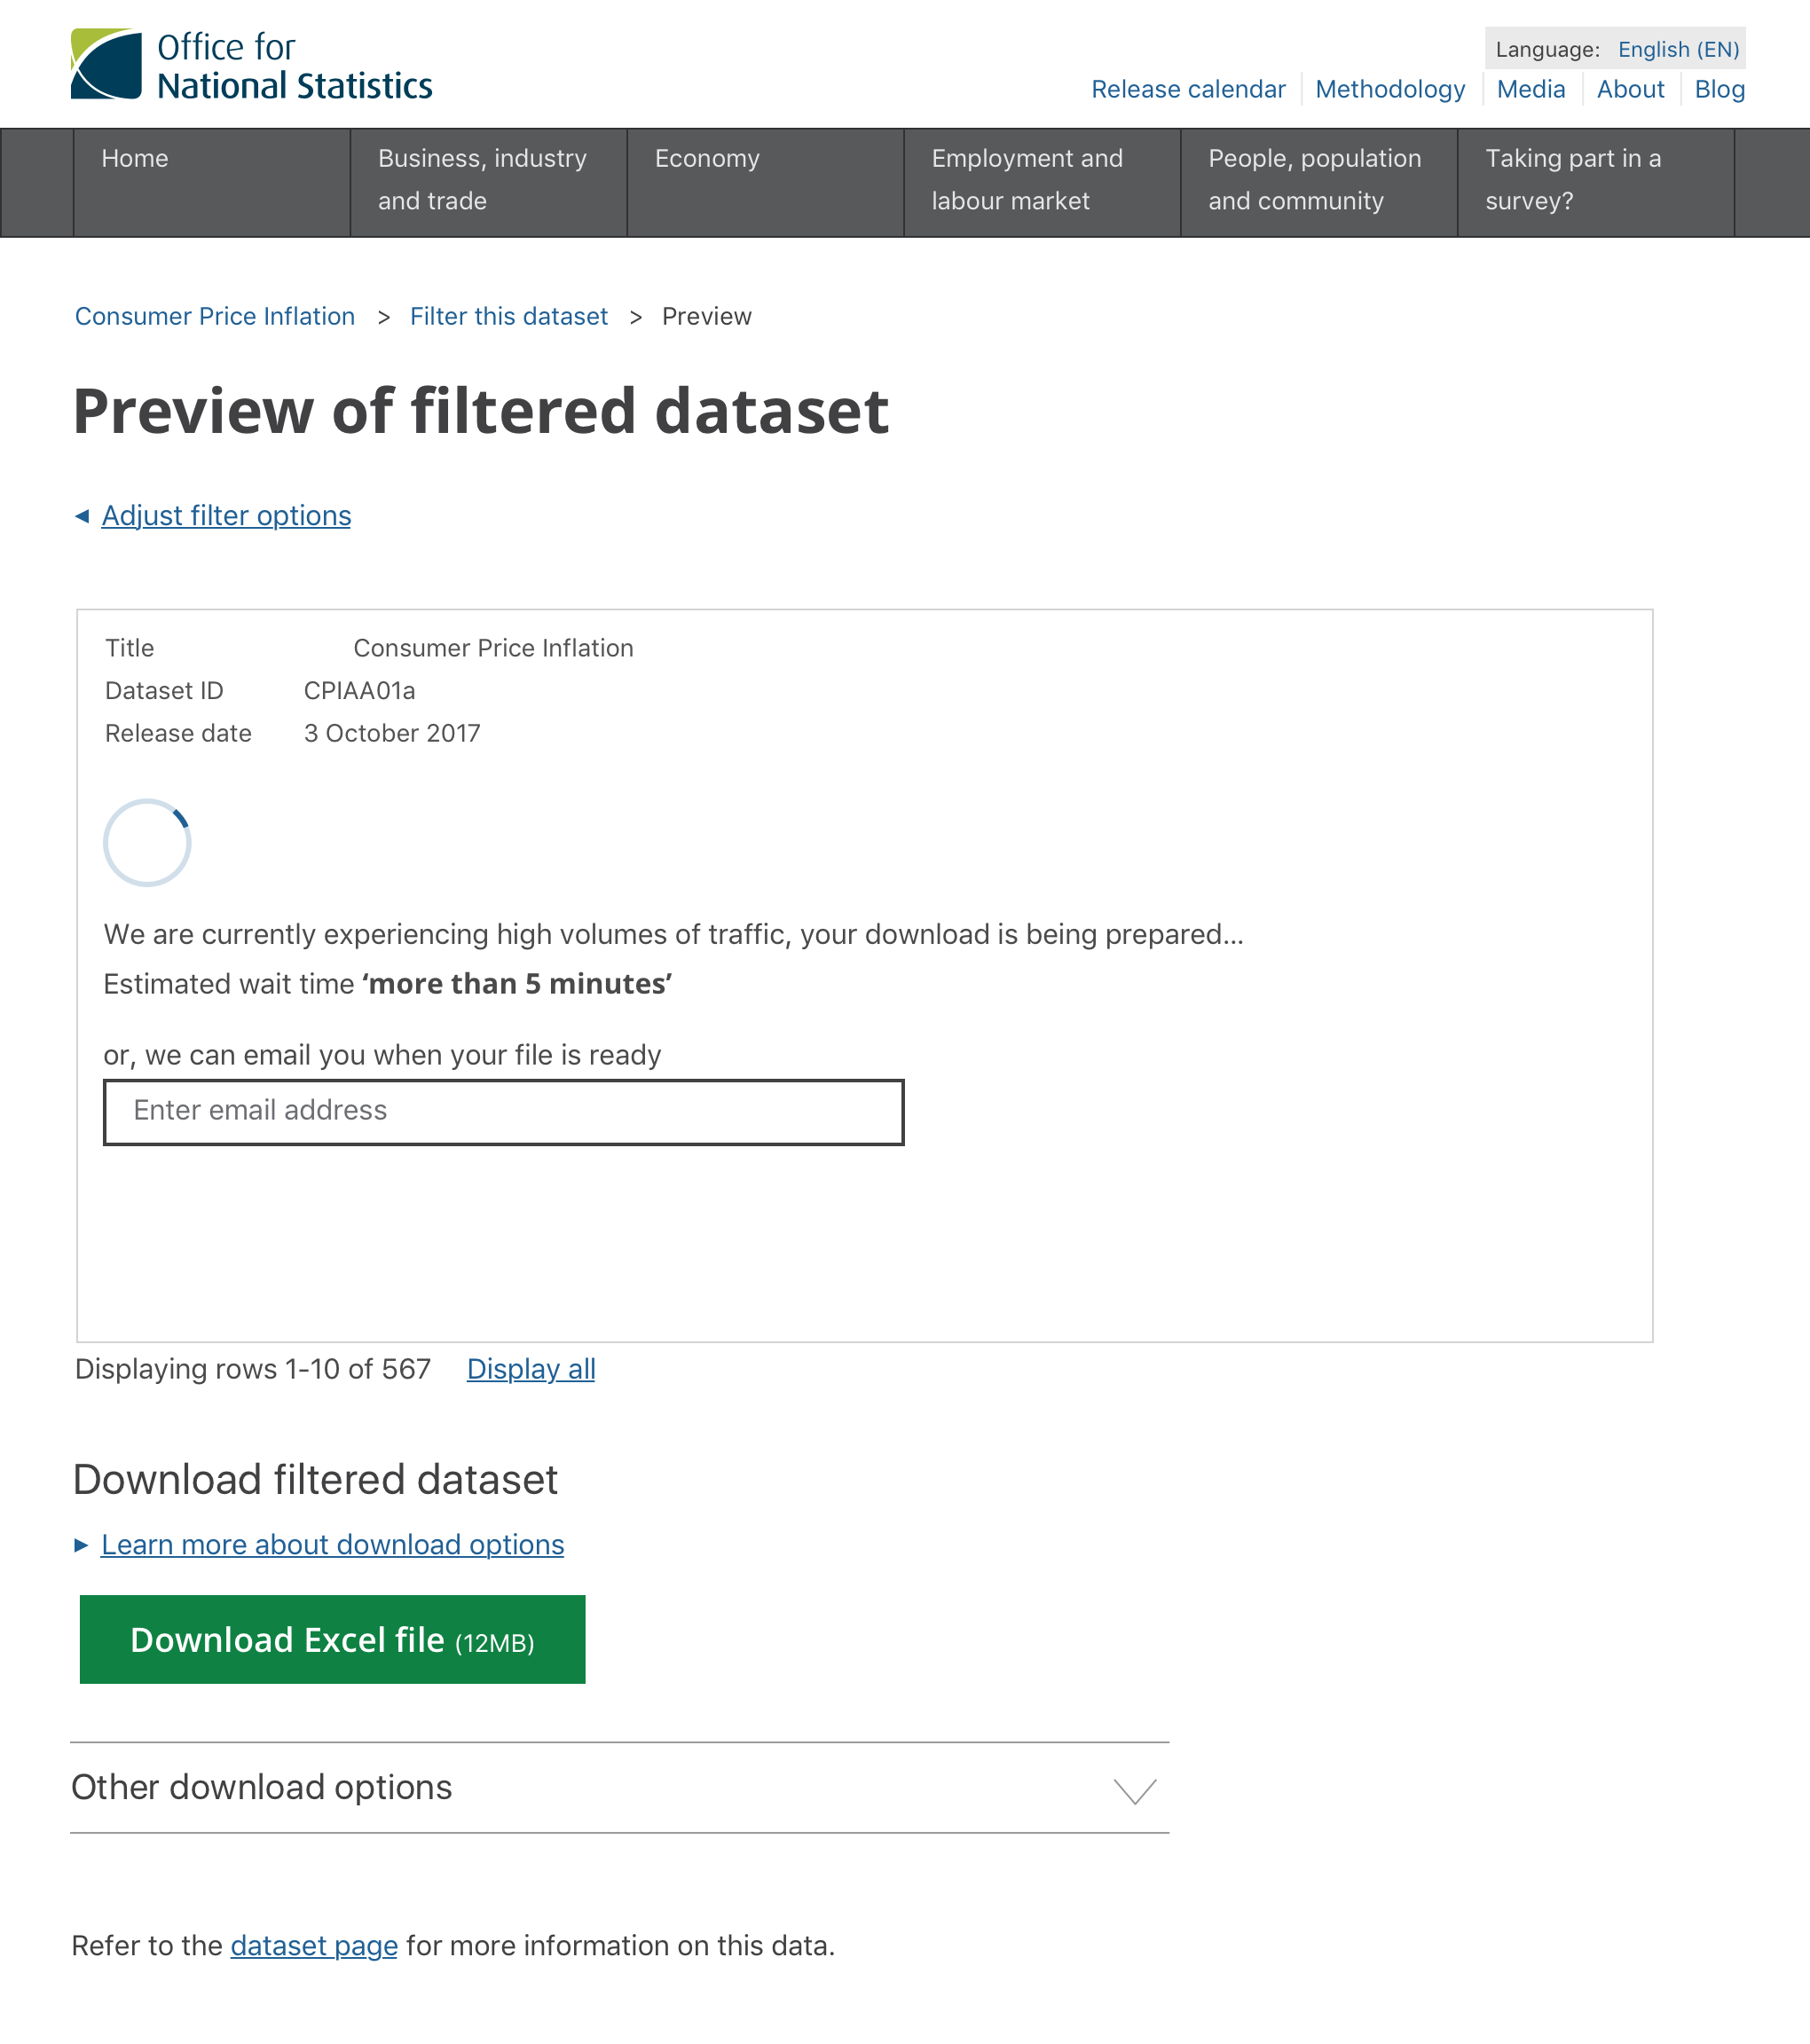 Office for
National Statistics
Language: English (EN)
Release calendar Methodology Media About Blog
Home
Business, industry
and trade
Economy
Employment and
labour market
People, population
and community
Taking part in a
survey?
Consumer Price Inflation > Filter this dataset > Preview
Preview of filtered dataset
◄ Adjust filter options
Title Consumer Price Inflation
Dataset ID CPIAA01a
Release date 3 October 2017
We are currently experiencing high volumes of traffic, your download is being prepared...
Estimated wait time ‘more than 5 minutes’
or, we can email you when your file is ready
Enter email address
Displaying rows 1-10 of 567 Display all
Download filtered dataset
► Learn more about download options
Download Excel file (12MB)
Other download options
Refer to the dataset page for more information on this data.